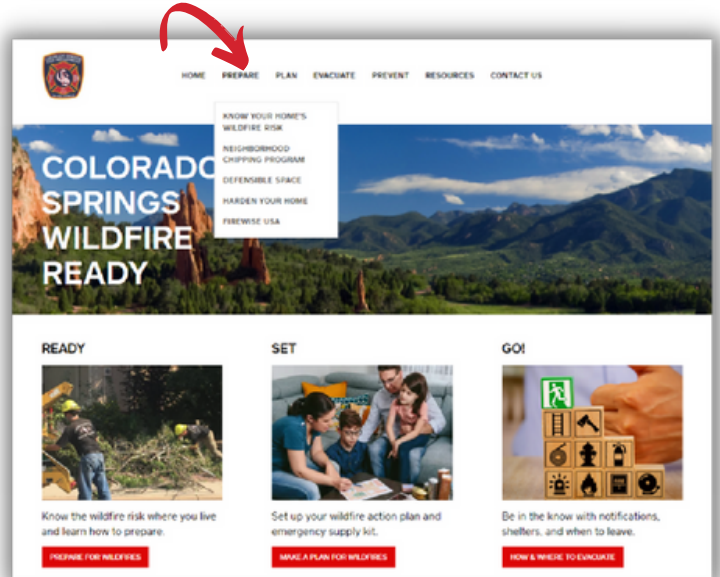 HOME PREPARE PLAN EVACUATE PREVENT RESOURCES CONTACT US
KNOW YOUR HOME'S
WILDFIRE RISK
NEIGHBORHOOD
CHIPPING PROGRAM
DEFENSIBLE SPACE
HARDEN YOUR HOME
FIREWISE USA
COLORADO
SPRINGS
WILDFIRE
READY
READY
SET
GO!
Know the wildfire risk where you live
and learn how to prepare.
Set up your wildfire action plan and
emergency supply kit.
Be in the know with notifications,
shelters, and when to leave.
PREPARE FOR WILDFIRES
MAKE A PLAN FOR WILDFIRES
HOW & WHERE TO EVACUATE